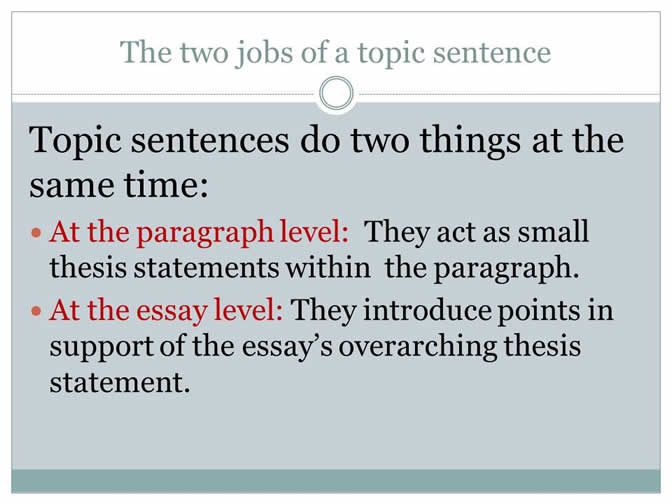 The two jobs of a topic sentence
Topic sentences do two things at the
same time:
• At the paragraph level:  They act as small
thesis statements within  the paragraph.
• At the essay level: They introduce points in
support of the essay’s overarching thesis
statement.